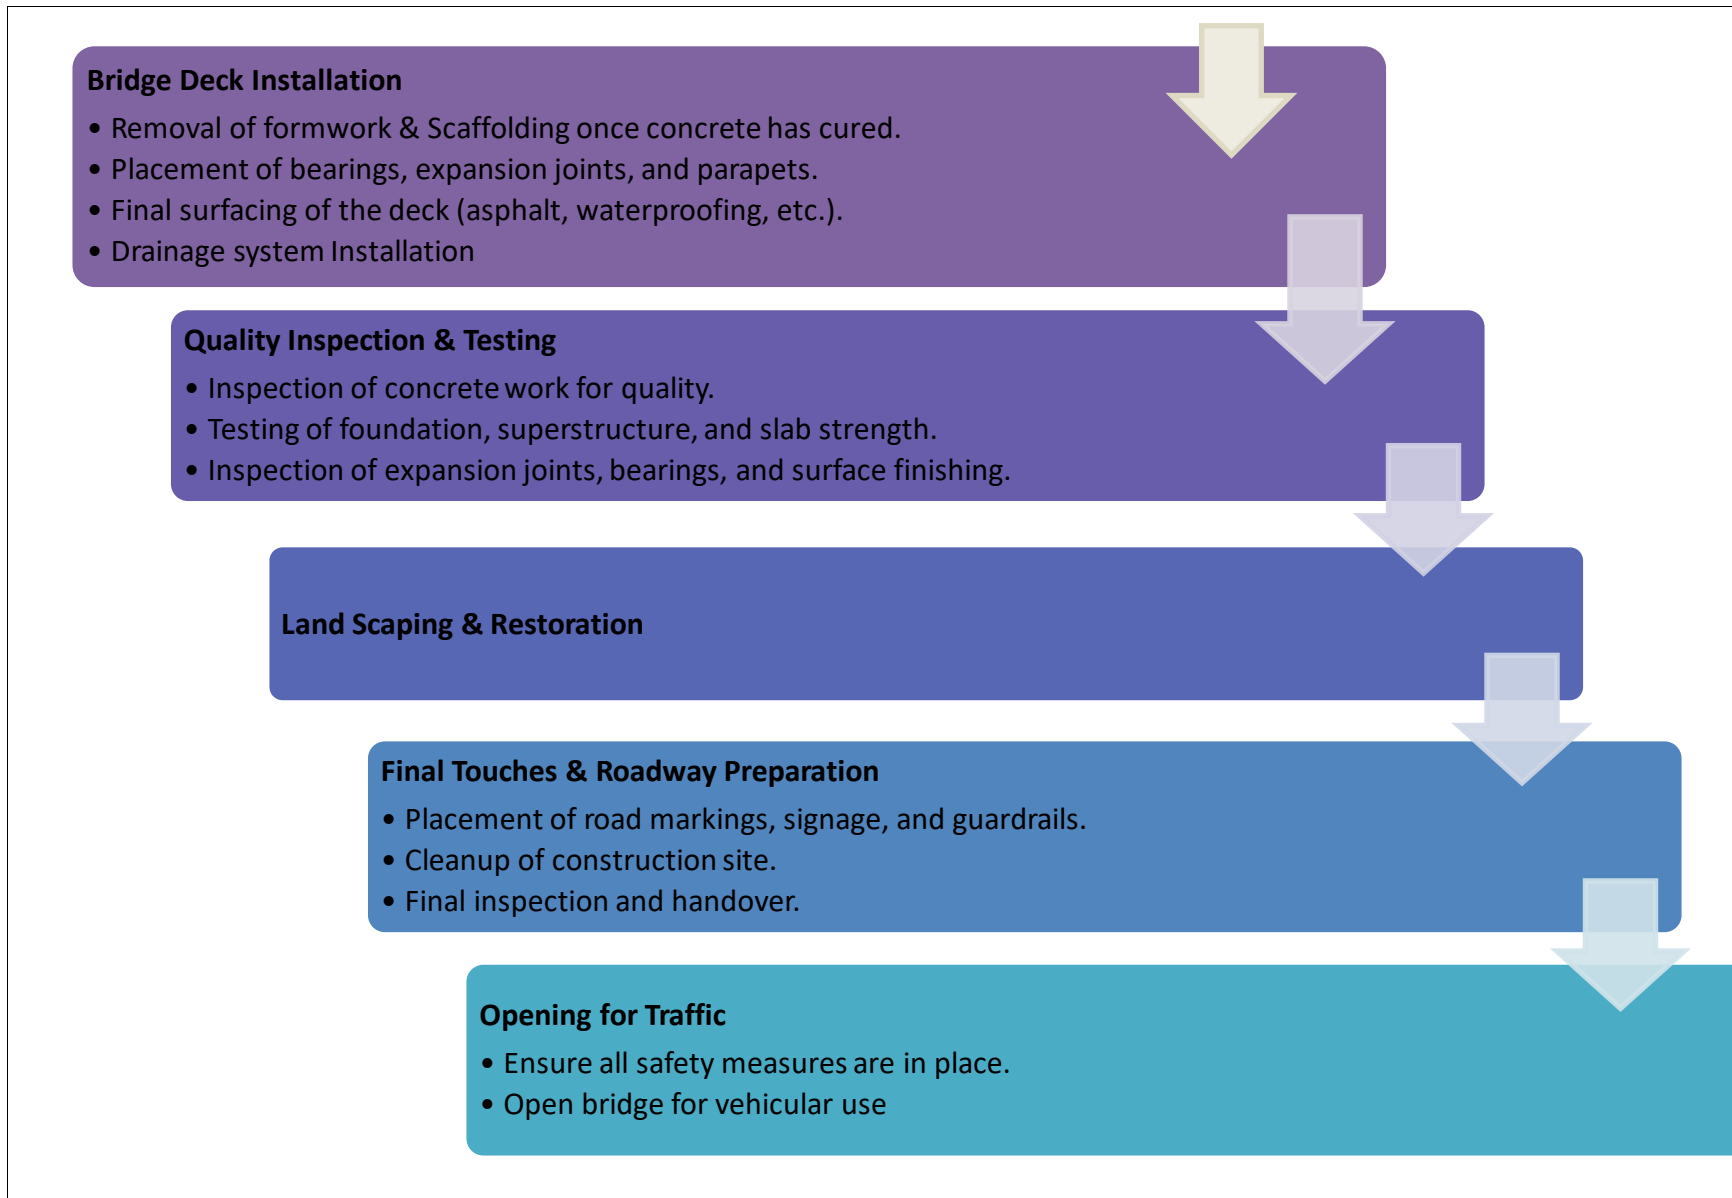 Bridge Deck Installation
• Removal of formwork & Scaffolding once concrete has cured.
• Placement of bearings, expansion joints, and parapets.
• Final surfacing of the deck (asphalt, waterproofing, etc.).
• Drainage system Installation
Quality Inspection & Testing
• Inspection of concrete work for quality.
• Testing of foundation, superstructure, and slab strength.
• Inspection of expansion joints, bearings, and surface finishing.
Land Scaping & Restoration
Final Touches & Roadway Preparation
• Placement of road markings, signage, and guardrails.
• Cleanup of construction site.
• Final inspection and handover.
Opening for Traffic
• Ensure all safety measures are in place.
• Open bridge for vehicular use